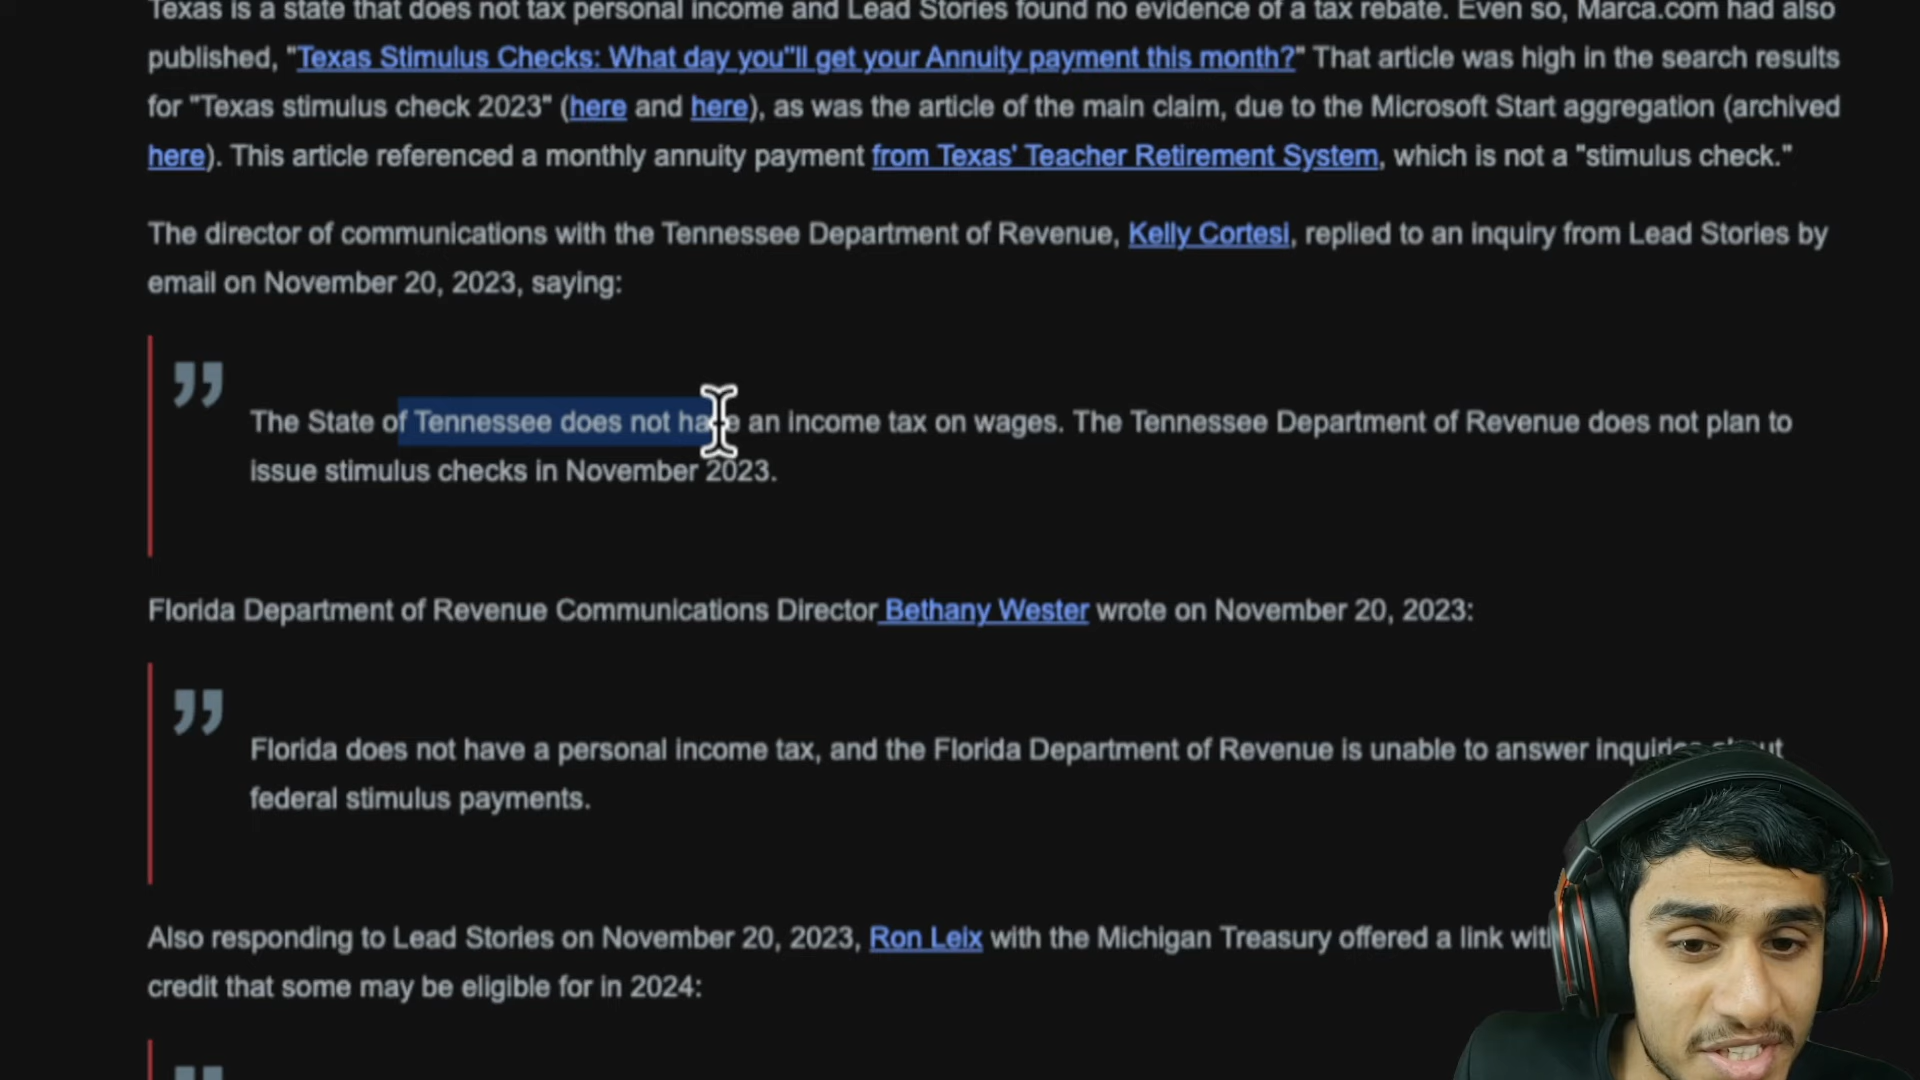 Texas is a state that does not tax personal income and Lead Stories found no evidence of a tax rebate. Even so, Marca.com had also
published, "Texas Stimulus Checks: What day you"ll get your Annuity payment this month?" That article was high in the search results
for "Texas stimulus check 2023" (here and here), as was the article of the main claim, due to the Microsoft Start aggregation (archived
here). This article referenced a monthly annuity payment from Texas' Teacher Retirement System, which is not a "stimulus check."
The director of communications with the Tennessee Department of Revenue, Kelly Cortesi, replied to an inquiry from Lead Stories by
email on November 20, 2023, saying:
The State of Tennessee does not have an income tax on wages. The Tennessee Department of Revenue does not plan to
issue stimulus checks in November 2023.
Florida Department of Revenue Communications Director Bethany Wester wrote on November 20, 2023:
Florida does not have a personal income tax, and the Florida Department of Revenue is unable to answer inquiries about
federal stimulus payments.
Also responding to Lead Stories on November 20, 2023, Ron Leix with the Michigan Treasury offered a link
credit that some may be eligible for in 2024: